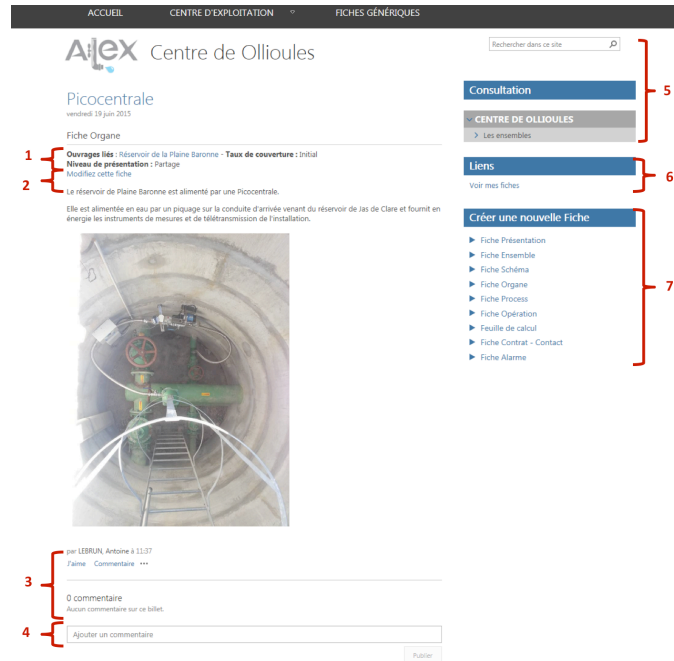 ACCUEIL CENTRE D'EXPLOITATION FICHES GÉNÉRIQUES
Alex Centre de Ollioules
Rechercher dans ce site
Picocentrale
vendredi 19 juin 2015
Fiche Organe
1
Ouvrages liés : Réservoir de la Plaine Baronne - Taux de couverture : Initial
Niveau de présentation : Partage
2
Modifiez cette fiche
Le réservoir de Plaine Baronne est alimenté par une Picocentrale.
Elle est alimentée en eau par un piquage sur la conduite d'arrivée venant du réservoir de Jas de Clare et fournit en
énergie les instruments de mesures et de télétransmission de l'installation.
3
par LEBRUN, Antoine à 11:37
J'aime Commentaire •••
0 commentaire
Aucun commentaire sur ce billet.
4
Ajouter un commentaire
Publier
Consultation
5
CENTRE DE OLLIOULES
Les ensembles
Liens
6
Voir mes fiches
Créer une nouvelle Fiche
7
Fiche Présentation
Fiche Ensemble
Fiche Schéma
Fiche Organe
Fiche Process
Fiche Opération
Feuille de calcul
Fiche Contrat - Contact
Fiche Alarme